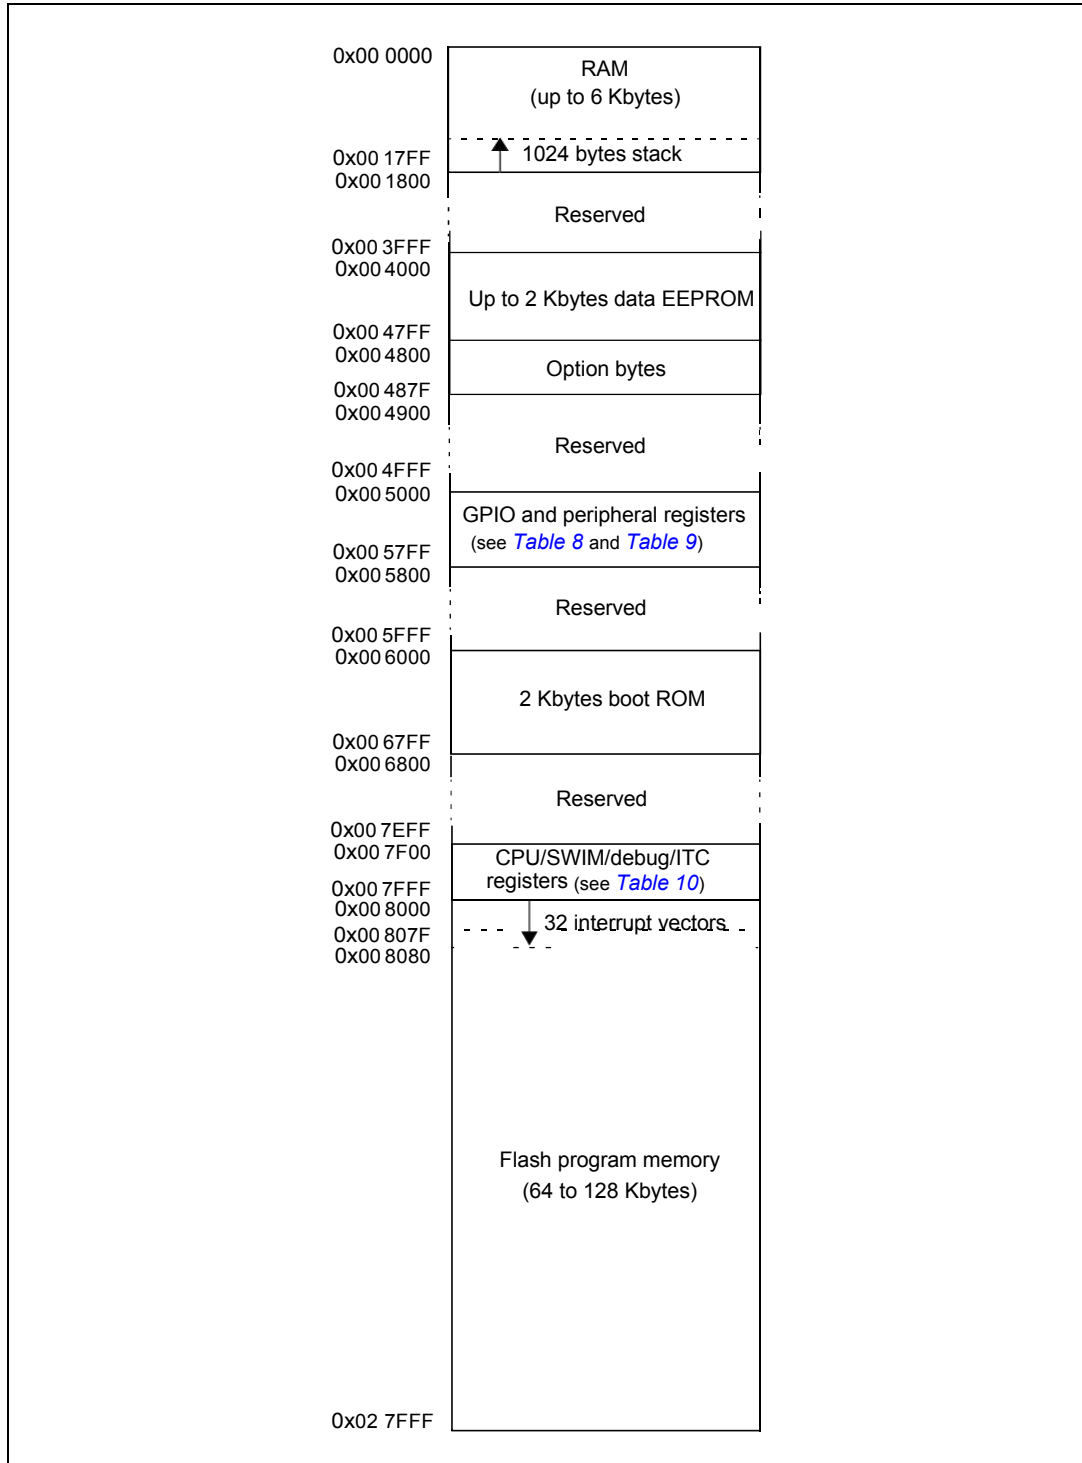 0x00 0000
RAM
(up to 6 Kbytes)
1024 bytes stack
0x00 17FF
0x00 1800
Reserved
0x00 3FFF
0x00 4000
Up to 2 Kbytes data EEPROM
0x00 47FF
0x00 4800
Option bytes
0x00 487F
0x00 4900
Reserved
0x00 4FFF
0x00 5000
GPIO and peripheral registers
(see Table 8 and Table 9)
0x00 57FF
0x00 5800
Reserved
0x00 5FFF
0x00 6000
2 Kbytes boot ROM
0x00 67FF
0x00 6800
Reserved
0x00 7EFF
0x00 7F00
CPU/SWIM/debug/ITC
registers (see Table 10)
0x00 7FFF
0x00 8000
32 interrupt vectors
0x00 807F
0x00 8080
Flash program memory
(64 to 128 Kbytes)
0x02 7FFF